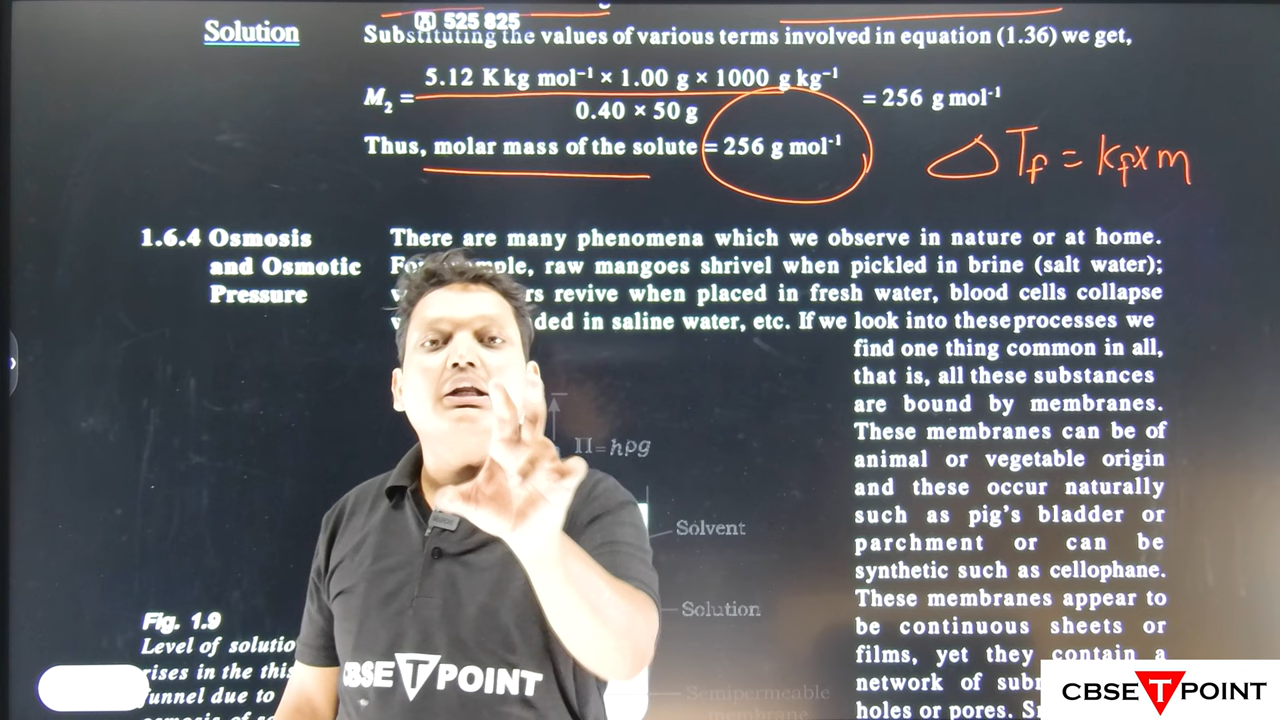 525 825
Solution
Substituting the values of various terms involved in equation (1.36) we get,
M₂ = 5.12 K kg mol⁻¹ × 1.00 g × 1000 g kg⁻¹ / 0.40 × 50 g = 256 g mol⁻¹
Thus, molar mass of the solute = 256 g mol⁻¹
ΔTf = Kf × m
1.6.4 Osmosis
and Osmotic
Pressure
There are many phenomena which we observe in nature or at home.
raw mangoes shrivel when pickled in brine (salt water);
revive when placed in fresh water, blood cells collapse
in saline water, etc. If we look into these processes we
find one thing common in all,
that is, all these substances
are bound by membranes.
These membranes can be of
animal or vegetable origin
and these occur naturally
such as pig's bladder or
parchment or can be
synthetic such as cellophane.
These membranes appear to
be continuous sheets or
films, yet they contain a
network of
holes or pores.
Π = hρg
Solvent
Solution
Semipermeable
membrane
Fig. 1.9
Level of
rises in the
funnel due to
osmosis of
CBSE T POINT
CBSE T POINT